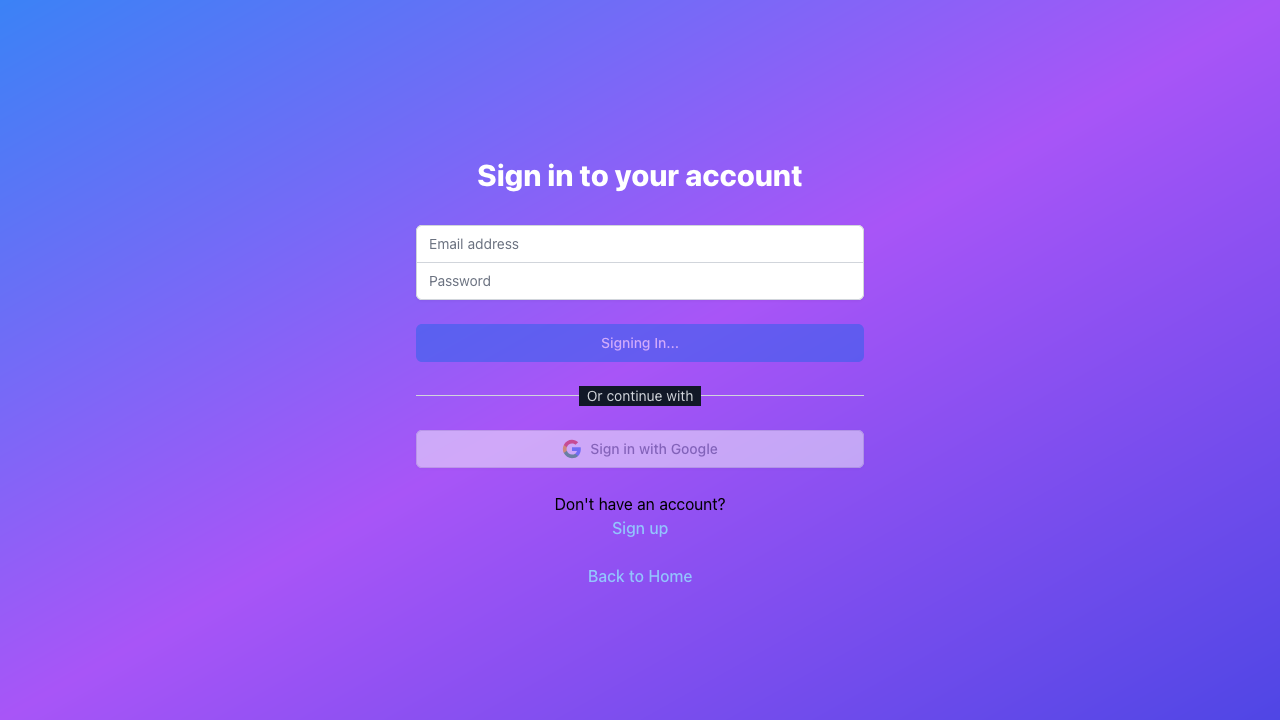 Sign in to your account
Email address
Password
Signing In...
Or continue with
Sign in with Google
Don't have an account?
Sign up
Back to Home